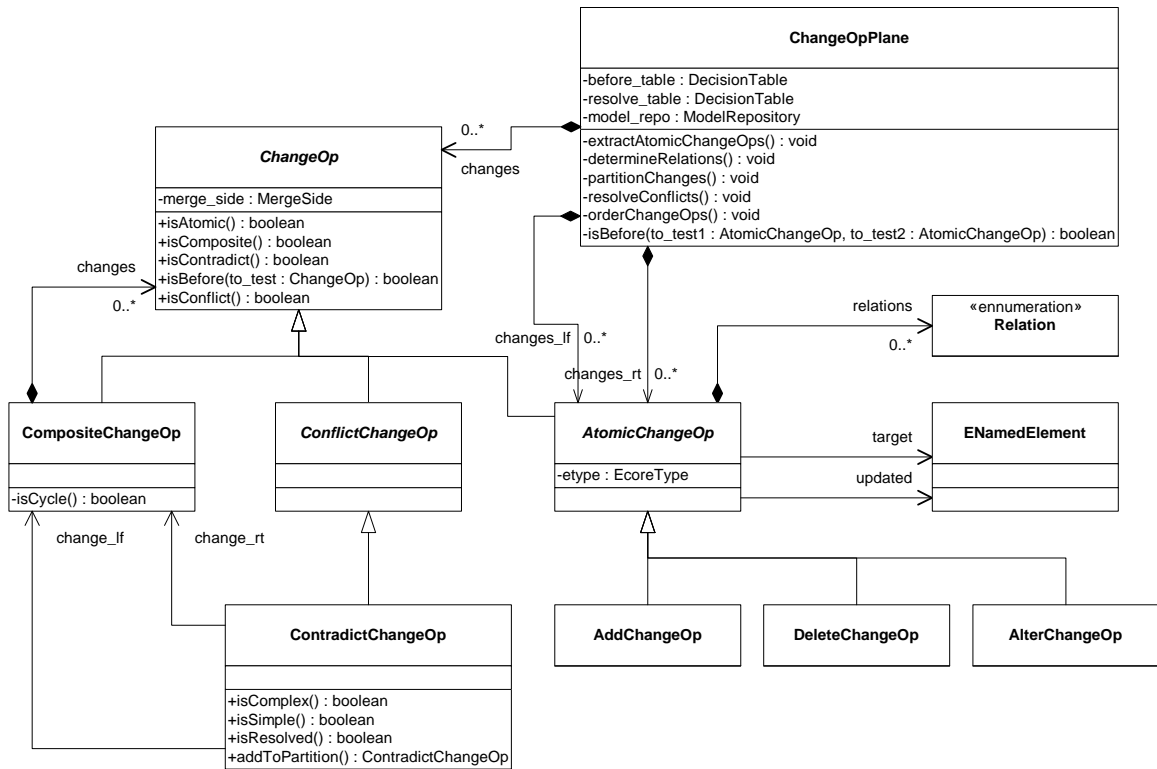 ChangeOpPlane
-before_table : DecisionTable
-resolve_table : DecisionTable
-model_repo : ModelRepository
-extractAtomicChangeOps() : void
-determineRelations() : void
-partitionChanges() : void
-resolveConflicts() : void
-orderChangeOps() : void
-isBefore(to_test1 : AtomicChangeOp, to_test2 : AtomicChangeOp) : boolean
0..*
changes
ChangeOp
-merge_side : MergeSide
+isAtomic() : boolean
+isComposite() : boolean
+isContradict() : boolean
+isBefore(to_test : ChangeOp) : boolean
+isConflict() : boolean
changes
0..*
changes_lf
0..*
changes_rt
0..*
relations
0..*
«ennumeration»
Relation
CompositeChangeOp
-isCycle() : boolean
ConflictChangeOp
AtomicChangeOp
-etype : EcoreType
target
updated
ENamedElement
change_lf
change_rt
ContradictChangeOp
+isComplex() : boolean
+isSimple() : boolean
+isResolved() : boolean
+addToPartition() : ContradictChangeOp
AddChangeOp
DeleteChangeOp
AlterChangeOp